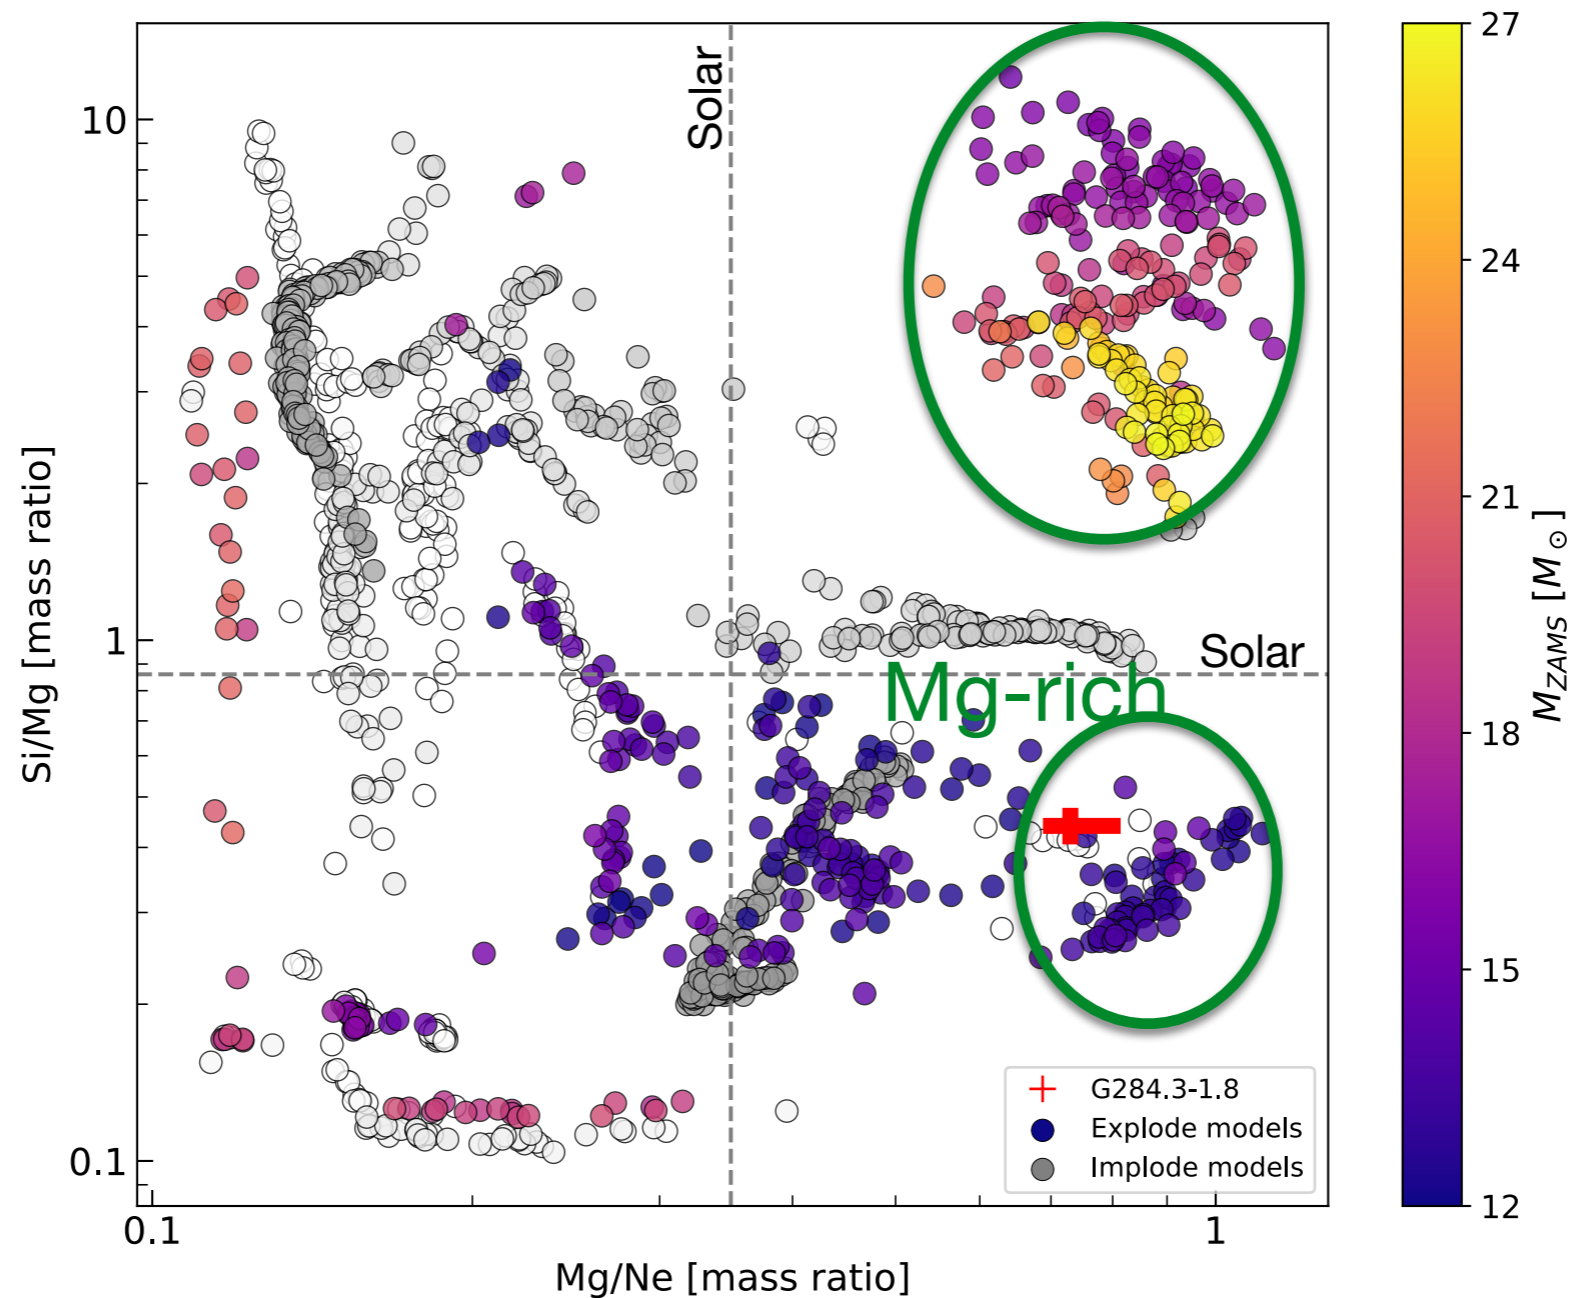 Solar
Solar
Mg-rich
10
1
0.1
0.1
1
Si/Mg [mass ratio]
Mg/Ne [mass ratio]
G284.3-1.8
Explode models
Implode models
27
24
21
18
15
12
M_ZAMS [M_⊙]